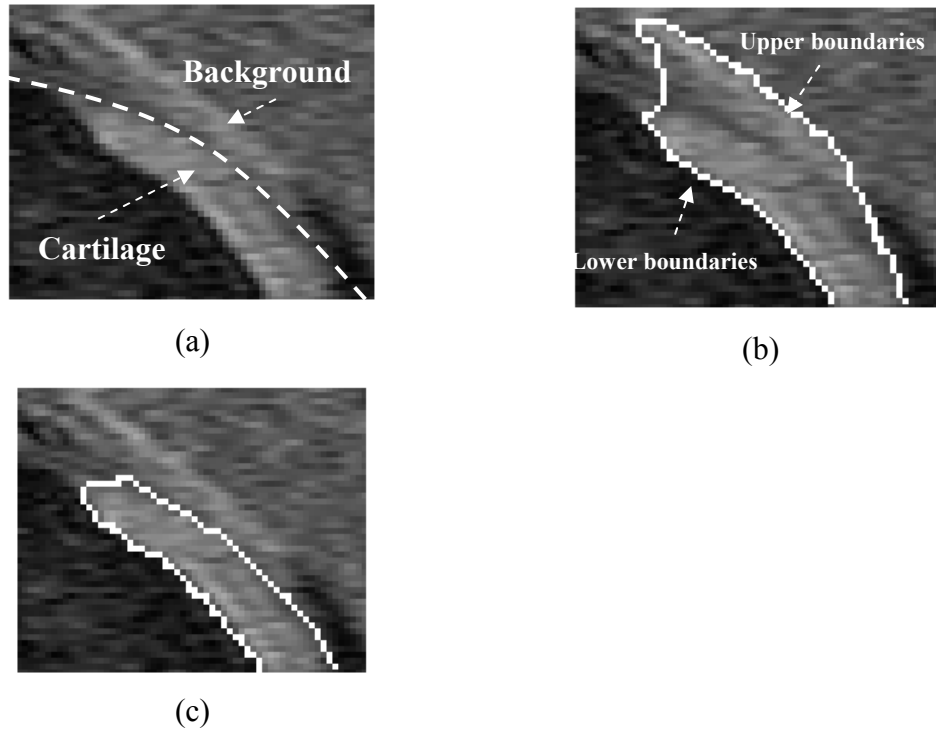 Background
Cartilage
(a)
Upper boundaries
Lower boundaries
(b)
(c)